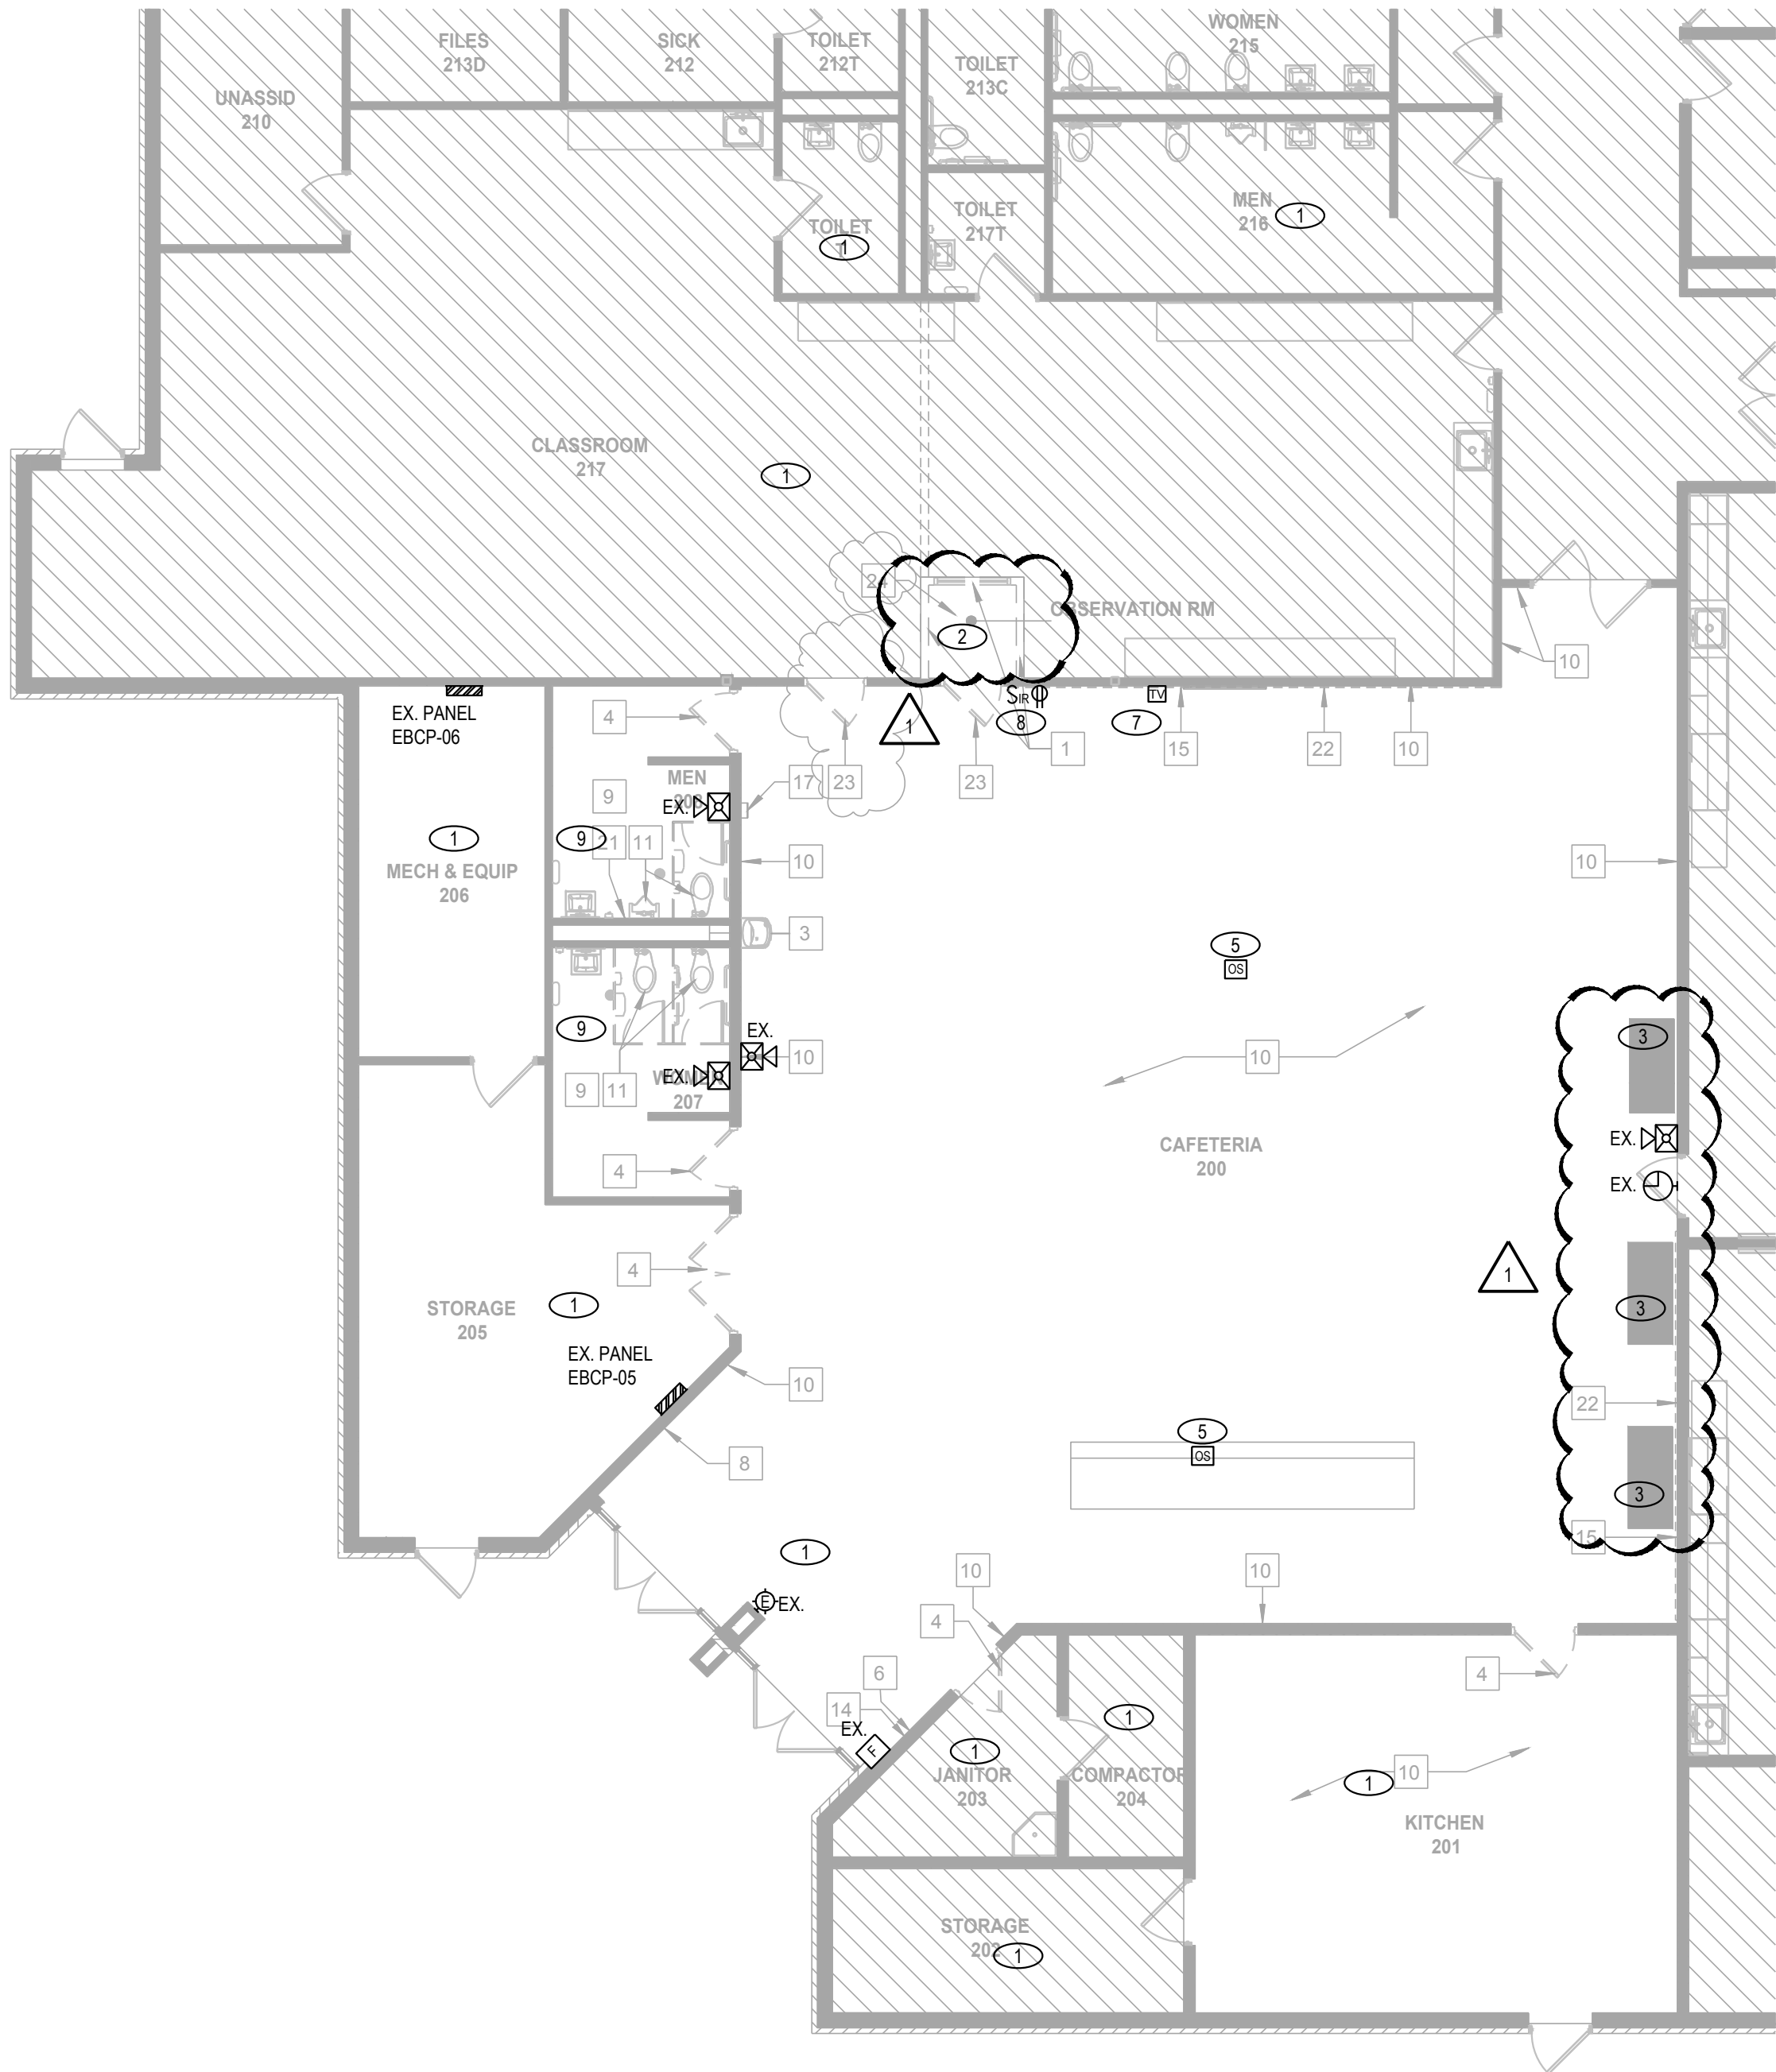 FILES
213D
SICK
212
TOILET
212T
TOILET
213C
WOMEN
215
UNASSID
210
TOILET
1
MEN
216
1
TOILET
217T
CLASSROOM
217
1
24
2
OBSERVATION RM
10
EX. PANEL
EBCP-06
4
1
SIR
8
TV
7
23
23
1
15
22
10
MEN
9
EX.
17
1
MECH & EQUIP
206
9
21
11
10
10
3
5
OS
9
EX.
10
EX.
WOMEN
207
9
11
10
3
CAFETERIA
200
EX.
EX.
4
4
1
STORAGE
205
1
3
EX. PANEL
EBCP-05
10
22
8
5
OS
3
15
1
10
10
EX.
E
4
4
6
14
EX.
F
1
JANITOR
203
1
COMPACTOR
204
1
10
KITCHEN
201
STORAGE
202
1